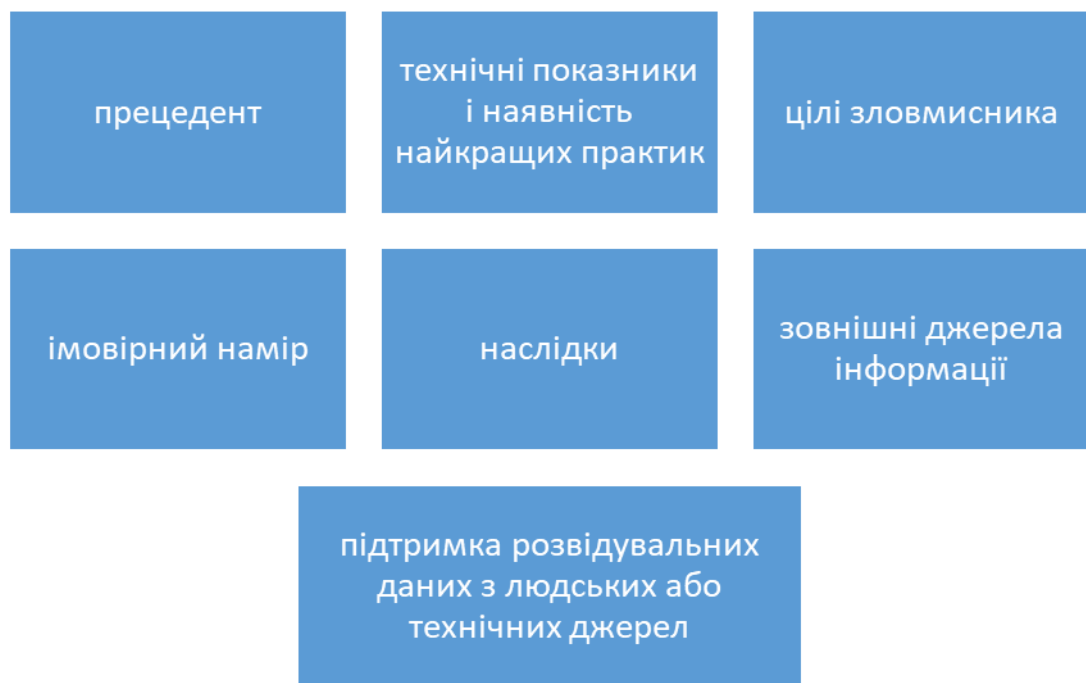 прецедент
технічні показники
і наявність
найкращих практик
цілі зловмисника
імовірний намір
наслідки
зовнішні джерела
інформації
підтримка розвідувальних
даних з людських або
технічних джерел